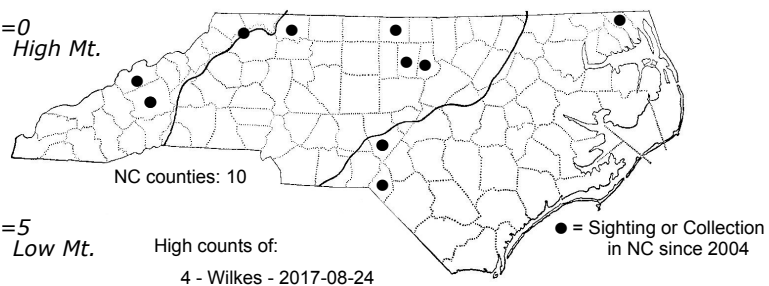 =0
High Mt.
NC counties: 10
=5
Low Mt.
High counts of:
4 - Wilkes - 2017-08-24
● = Sighting or Collection
in NC since 2004